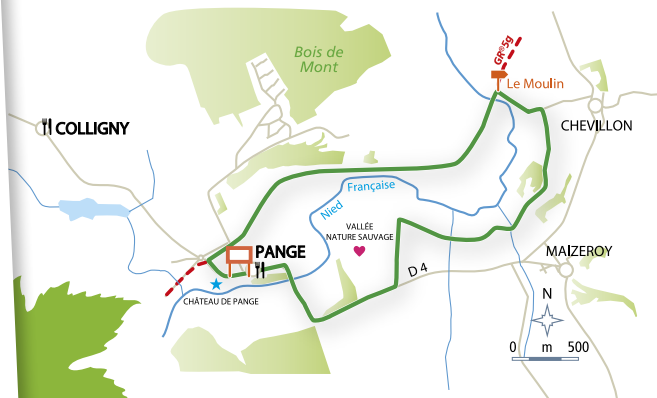 Bois de
Mont
GR®5g
Le Moulin
CHEVILLON
COLLIGNY
Nied
Française
VALLÉE
NATURE SAUVAGE
PANGE
MAIZEROY
D 4
CHÂTEAU DE PANGE
N
0 m 500